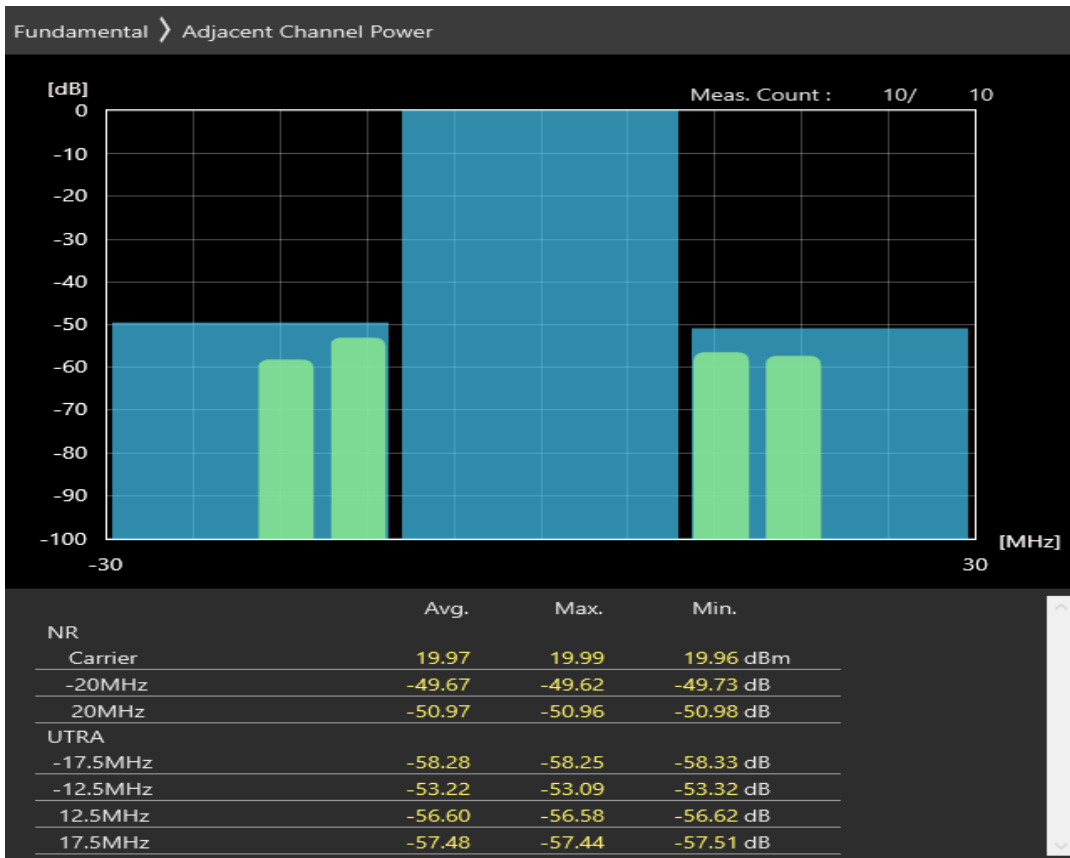 Fundamental 〉 Adjacent Channel Power
[dB]
Meas. Count : 10/ 10
0
-10
-20
-30
-40
-50
-60
-70
-80
-90
-100
[MHz]
-30 30
Avg. Max. Min.
NR
Carrier 19.97 19.99 19.96 dBm
-20MHz -49.67 -49.62 -49.73 dB
20MHz -50.97 -50.96 -50.98 dB
UTRA
-17.5MHz -58.28 -58.25 -58.33 dB
-12.5MHz -53.22 -53.09 -53.32 dB
12.5MHz -56.60 -56.58 -56.62 dB
17.5MHz -57.48 -57.44 -57.51 dB